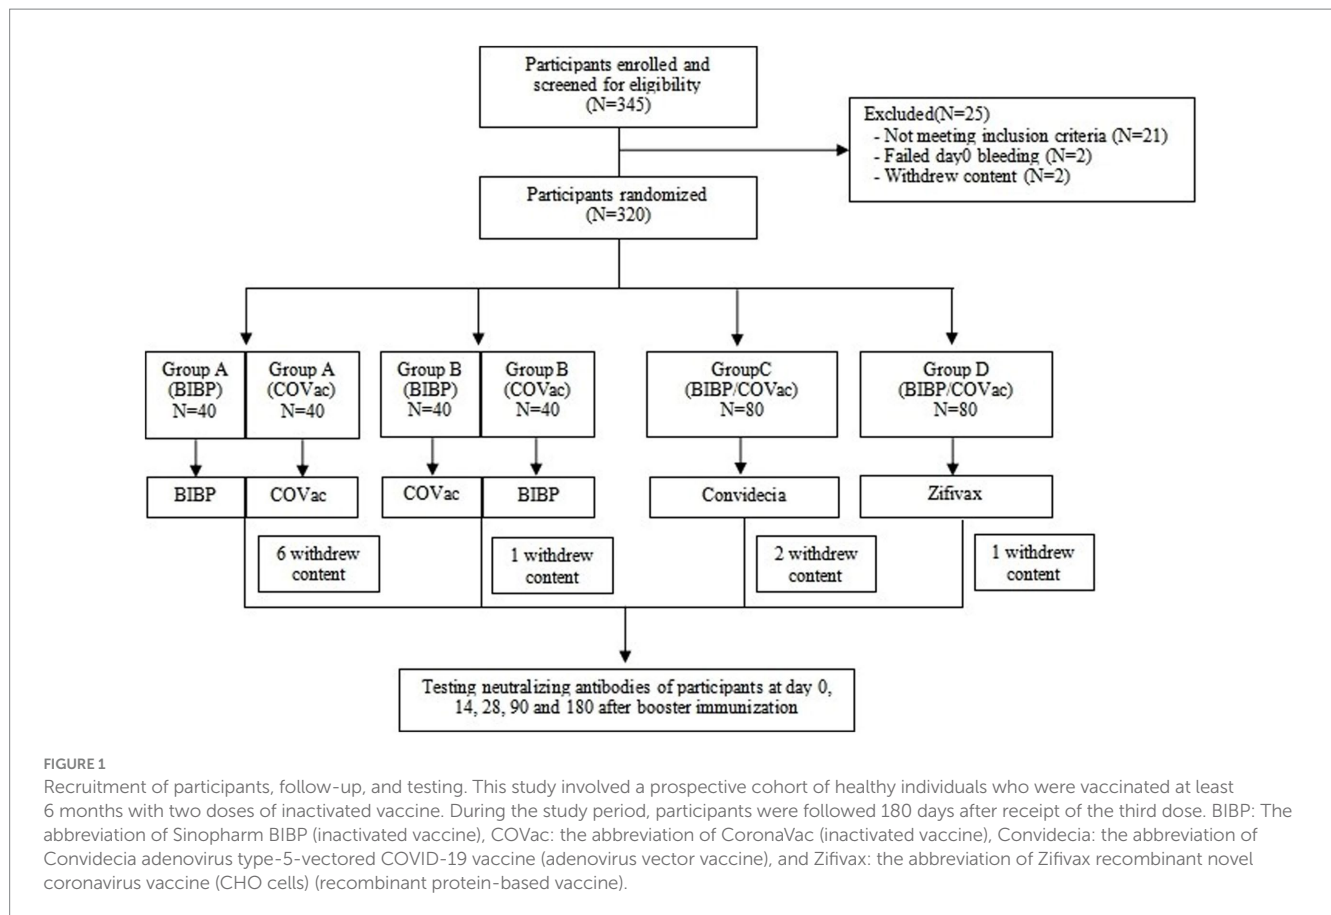 Participants enrolled and
screened for eligibility
(N=345)
Excluded(N=25)
- Not meeting inclusion criteria (N=21)
- Failed day0 bleeding (N=2)
- Withdrew content (N=2)
Participants randomized
(N=320)
Group A
(BIBP)
N=40
Group A
(COVac)
N=40
Group B
(BIBP)
N=40
Group B
(COVac)
N=40
GroupC
(BIBP/COVac)
N=80
Group D
(BIBP/COVac)
N=80
BIBP
COVac
COVac
BIBP
Convidecia
Zifivax
6 withdrew
content
1 withdrew
content
2 withdrew
content
1 withdrew
content
Testing neutralizing antibodies of participants at day 0,
14, 28, 90 and 180 after booster immunization
FIGURE 1
Recruitment of participants, follow-up, and testing. This study involved a prospective cohort of healthy individuals who were vaccinated at least
6 months with two doses of inactivated vaccine. During the study period, participants were followed 180 days after receipt of the third dose. BIBP: The
abbreviation of Sinopharm BIBP (inactivated vaccine), COVac: the abbreviation of CoronaVac (inactivated vaccine), Convidecia: the abbreviation of
Convidecia adenovirus type-5-vectored COVID-19 vaccine (adenovirus vector vaccine), and Zifivax: the abbreviation of Zifivax recombinant novel
coronavirus vaccine (CHO cells) (recombinant protein-based vaccine).